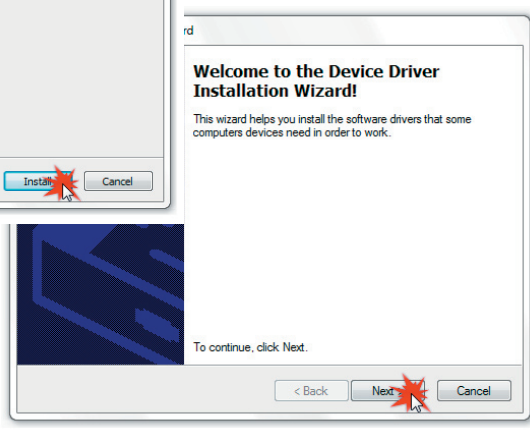 rd
Welcome to the Device Driver
Installation Wizard!
This wizard helps you install the software drivers that some
computers devices need in order to work.
Install
Cancel
To continue, click Next.
< Back
Next
Cancel